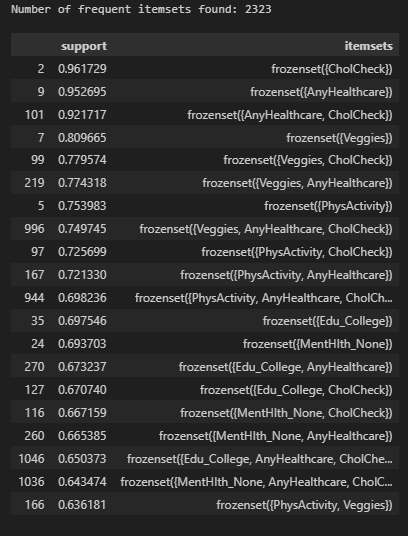 Number of frequent itemsets found: 2323
support itemsets
2 0.961729 frozenset({CholCheck})
9 0.952695 frozenset({AnyHealthcare})
101 0.921717 frozenset({AnyHealthcare, CholCheck})
7 0.809665 frozenset({Veggies})
99 0.779574 frozenset({Veggies, CholCheck})
219 0.774318 frozenset({Veggies, AnyHealthcare})
5 0.753983 frozenset({PhysActivity})
996 0.749745 frozenset({Veggies, AnyHealthcare, CholCheck})
97 0.725699 frozenset({PhysActivity, CholCheck})
167 0.721330 frozenset({PhysActivity, AnyHealthcare})
944 0.698236 frozenset({PhysActivity, AnyHealthcare, CholCh...
35 0.697546 frozenset({Edu_College})
24 0.693703 frozenset({MentHlth_None})
270 0.673237 frozenset({Edu_College, AnyHealthcare})
127 0.670740 frozenset({Edu_College, CholCheck})
116 0.667159 frozenset({MentHlth_None, CholCheck})
260 0.665385 frozenset({MentHlth_None, AnyHealthcare})
1046 0.650373 frozenset({Edu_College, AnyHealthcare, CholChe...
1036 0.643474 frozenset({MentHlth_None, AnyHealthcare, CholC...
166 0.636181 frozenset({PhysActivity, Veggies})